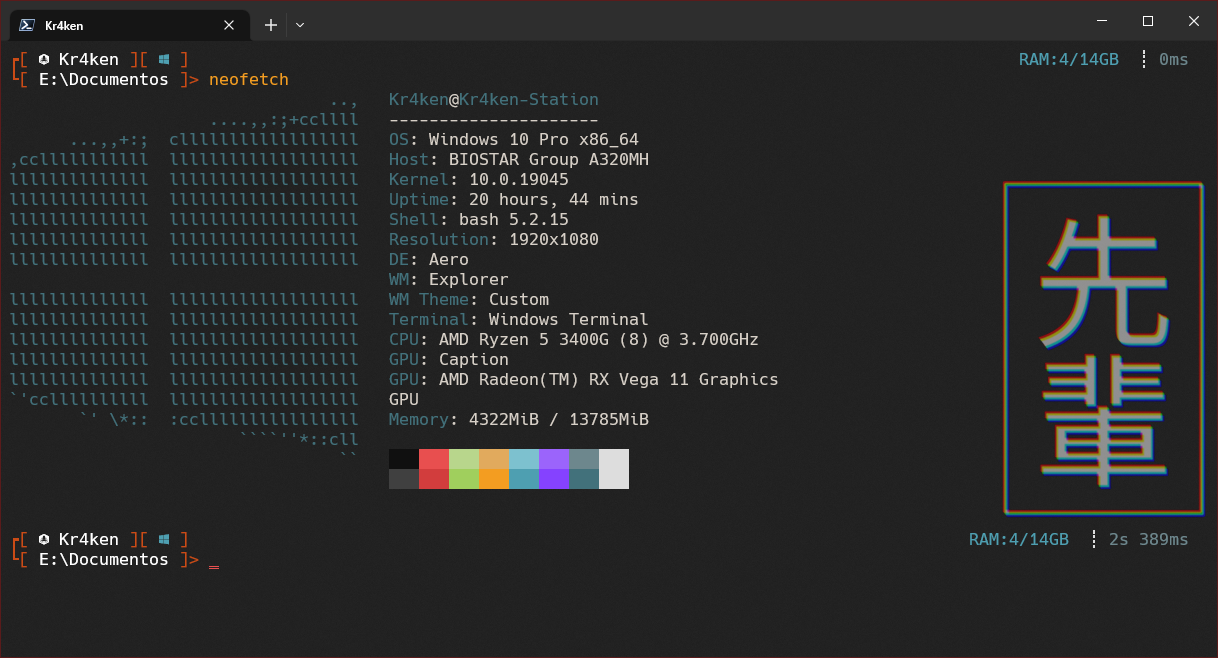 Kr4ken
┌[ Kr4ken ][ ]
RAM:4/14GB ┊ 0ms
└[ E:\Documentos ]> neofetch
.., Kr4ken@Kr4ken-Station
....,,:;+ccllll ---------------------
...,,+:;  cllllllllllllllllll OS: Windows 10 Pro x86_64
,cclllllllllll  lllllllllllllllllll Host: BIOSTAR Group A320MH
llllllllllllll  lllllllllllllllllll Kernel: 10.0.19045
llllllllllllll  lllllllllllllllllll Uptime: 20 hours, 44 mins
llllllllllllll  lllllllllllllllllll Shell: bash 5.2.15
llllllllllllll  lllllllllllllllllll Resolution: 1920x1080
llllllllllllll  lllllllllllllllllll DE: Aero
WM: Explorer
llllllllllllll  lllllllllllllllllll WM Theme: Custom
llllllllllllll  lllllllllllllllllll Terminal: Windows Terminal
llllllllllllll  lllllllllllllllllll CPU: AMD Ryzen 5 3400G (8) @ 3.700GHz
llllllllllllll  lllllllllllllllllll GPU: Caption
llllllllllllll  lllllllllllllllllll GPU: AMD Radeon(TM) RX Vega 11 Graphics
`'ccllllllllll  lllllllllllllllllll GPU
`' \*::  :ccllllllllllllllll Memory: 4322MiB / 13785MiB
````''*::cll
``
先輩
┌[ Kr4ken ][ ]
RAM:4/14GB ┊ 2s 389ms
└[ E:\Documentos ]> _